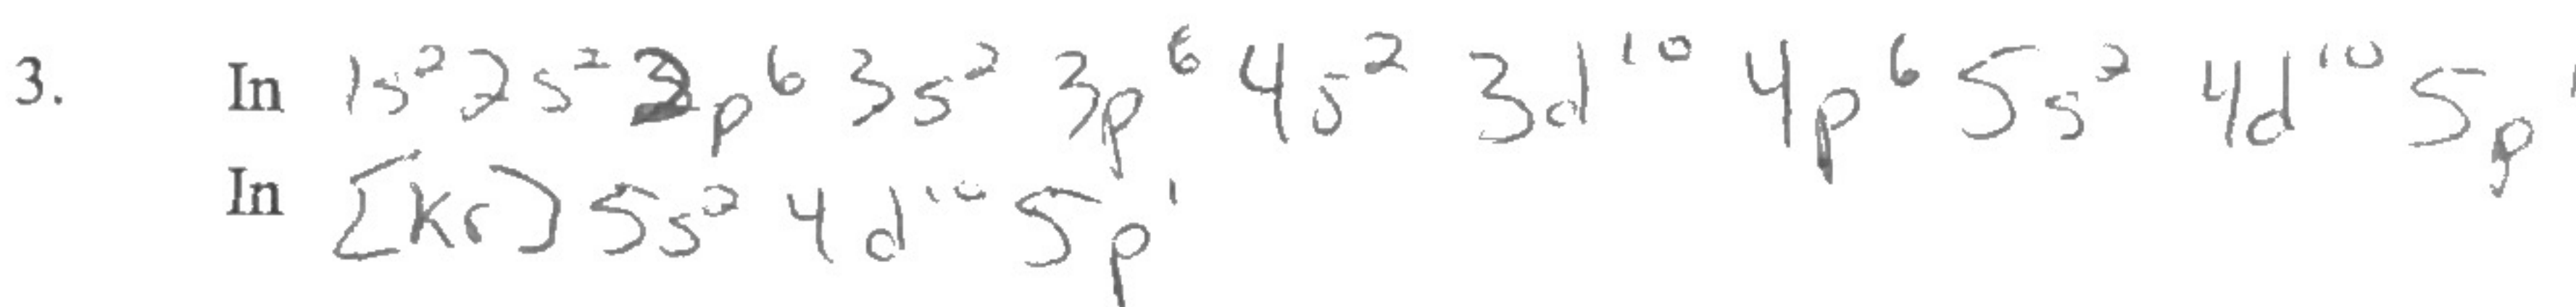 3. In 1s² 2s² 2p⁶ 3s² 3p⁶ 4s² 3d¹⁰ 4p⁶ 5s² 4d¹⁰ 5p¹
In [Kr] 5s² 4d¹⁰ 5p¹